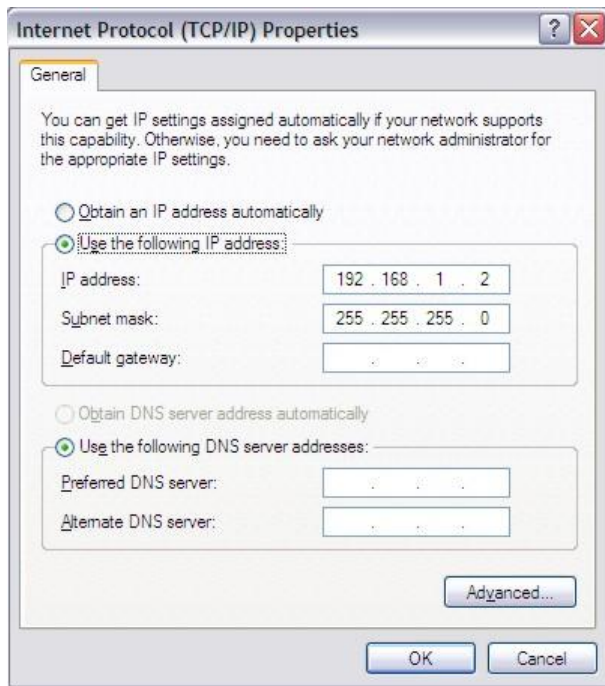 Internet Protocol (TCP/IP) Properties
General
You can get IP settings assigned automatically if your network supports
this capability. Otherwise, you need to ask your network administrator for
the appropriate IP settings.
Obtain an IP address automatically
Use the following IP address:
IP address: 192 . 168 . 1 . 2
Subnet mask: 255 . 255 . 255 . 0
Default gateway: . . .
Obtain DNS server address automatically
Use the following DNS server addresses:
Preferred DNS server: . . .
Alternate DNS server: . . .
Advanced...
OK Cancel